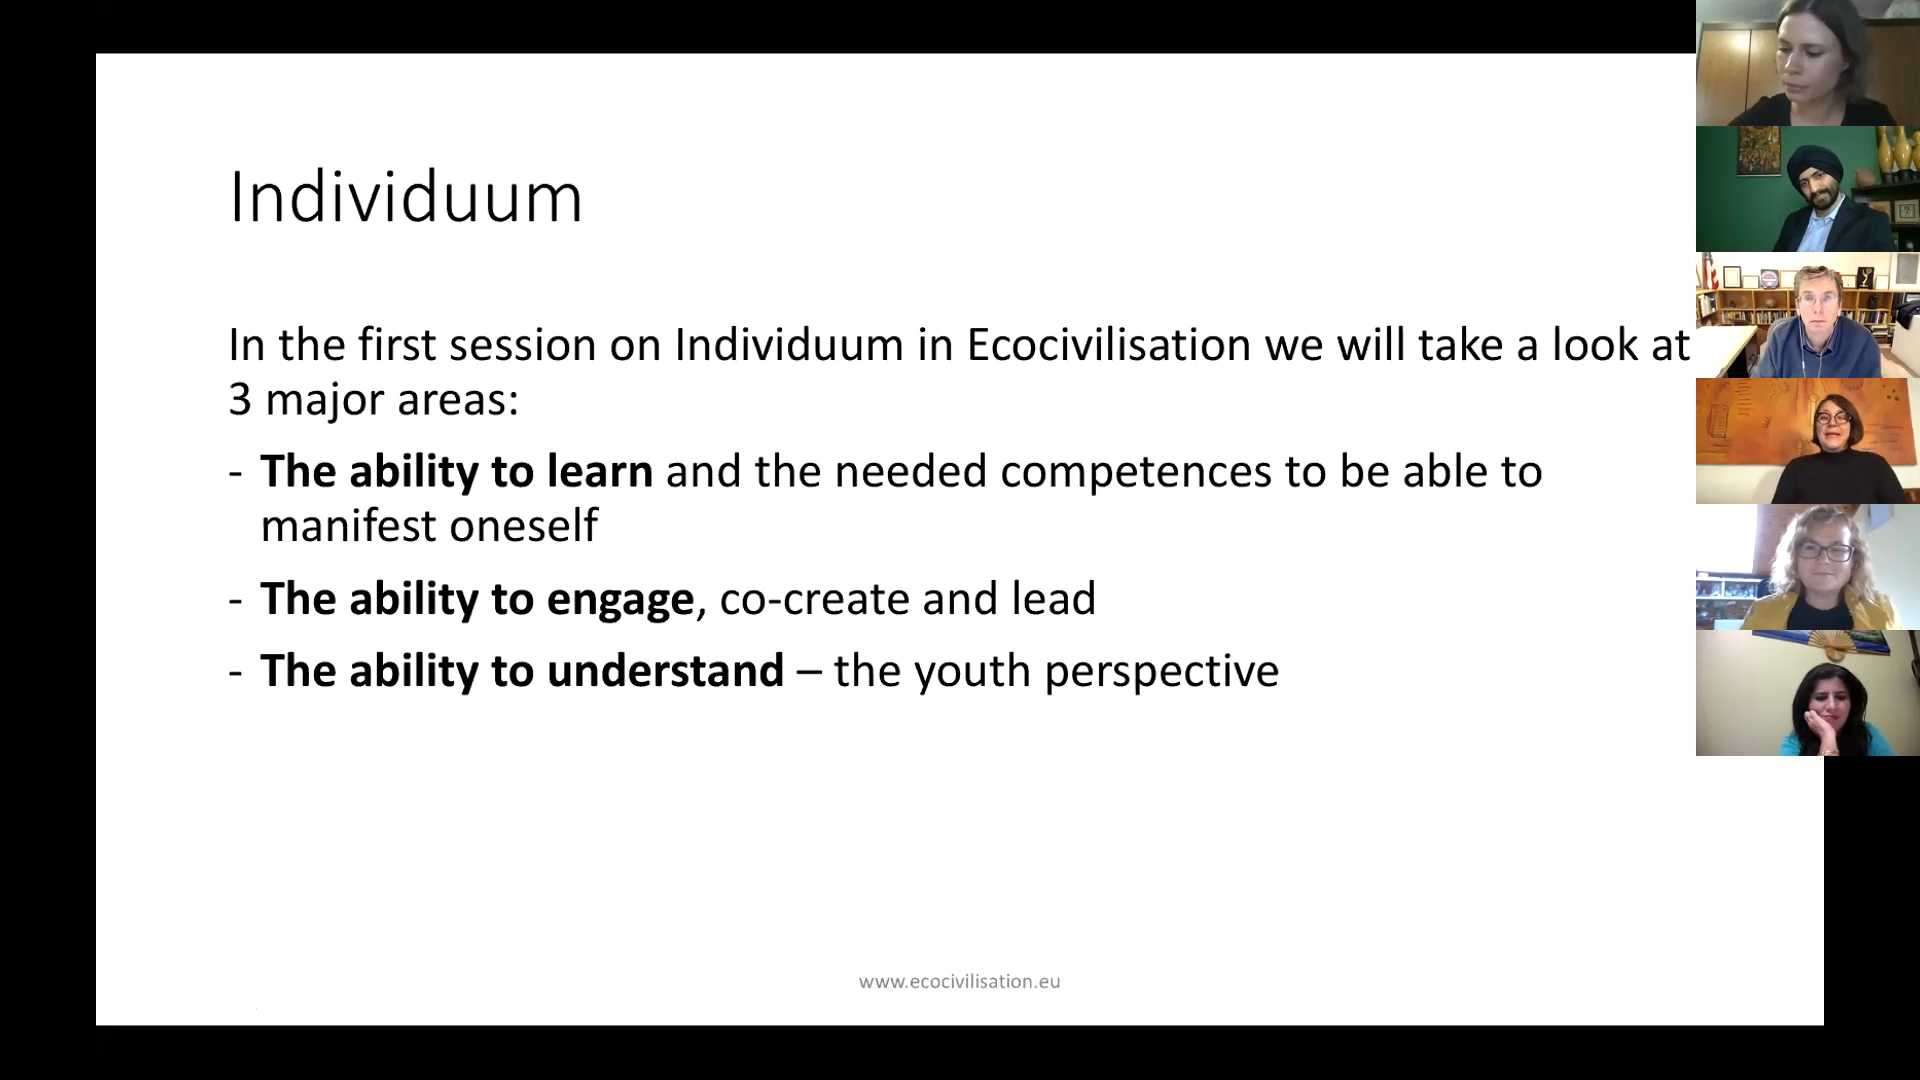 Individuum
In the first session on Individuum in Ecocivilisation we will take a look at
3 major areas:
- The ability to learn and the needed competences to be able to
manifest oneself
- The ability to engage, co-create and lead
- The ability to understand – the youth perspective
www.ecocivilisation.eu